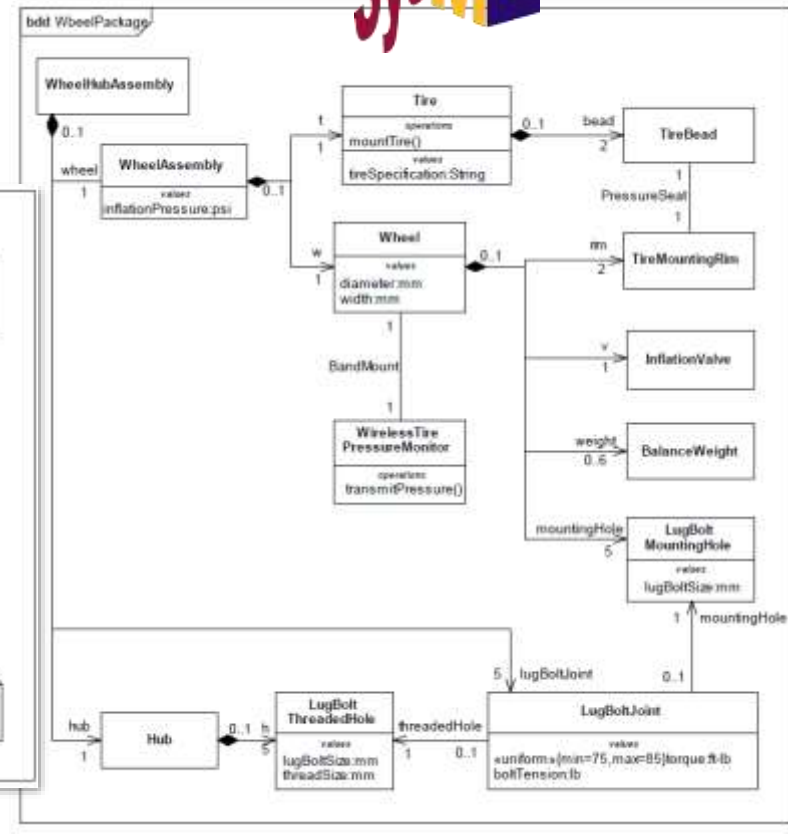 bdd WheelPackage
WheelHubAssembly
0..1
wheel
1
WheelAssembly
values
inflationPressure:psi
0..1
t
1
Tire
operations
mountTire()
values
tireSpecification:String
0..1
bead
2
TireBead
1
PressureSeat
1
w
1
Wheel
values
diameter:mm
width:mm
0..1
rim
2
TireMountingRim
1
BandMount
1
v
1
InflationValve
WirelessTire
PressureMonitor
operations
transmitPressure()
weight
0..6
BalanceWeight
mountingHole
5
LugBolt
MountingHole
values
lugBoltSize:mm
1
mountingHole
0..1
5
lugBoltJoint
hub
1
Hub
0..1
h
5
LugBolt
ThreadedHole
values
lugBoltSize:mm
threadSize:mm
threadedHole
1
0..1
LugBoltJoint
values
«uniform»{min=75,max=85}torque:ft-lb
boltTension:lb